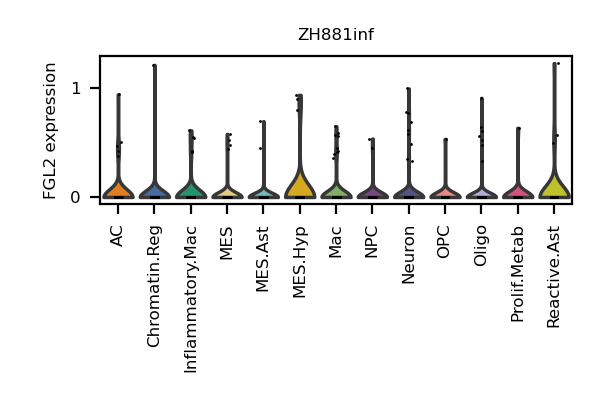 ZH881inf
FGL2 expression
1
0
AC
Chromatin.Reg
Inflammatory.Mac
MES
MES.Ast
MES.Hyp
Mac
NPC
Neuron
OPC
Oligo
Prolif.Metab
Reactive.Ast